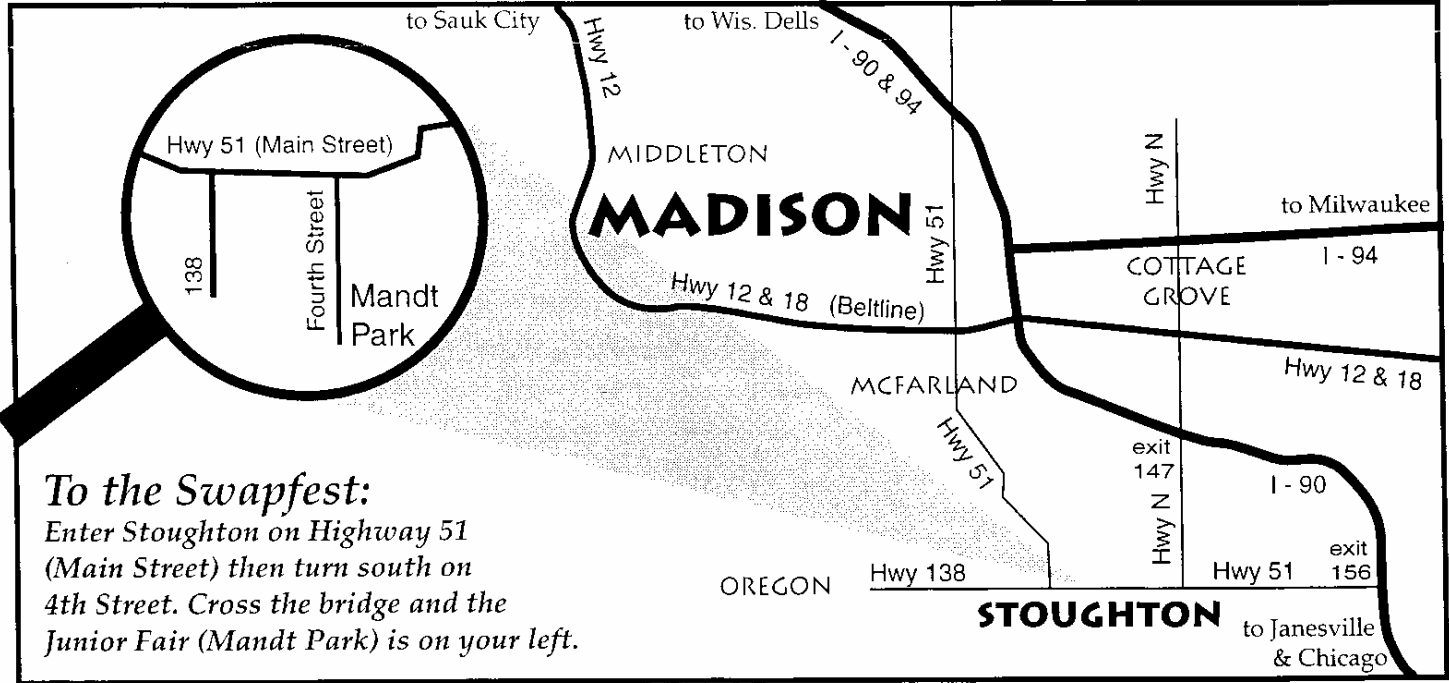 to Sauk City
to Wis. Dells
Hwy 12
I - 90 & 94
Hwy 51 (Main Street)
138
Fourth Street
Mandt
Park
MIDDLETON
MADISON
Hwy 51
Hwy N
to Milwaukee
I - 94
COTTAGE
GROVE
Hwy 12 & 18 (Beltline)
Hwy 12 & 18
MCFARLAND
Hwy 51
exit
147
I - 90
Hwy N
To the Swapfest:
Enter Stoughton on Highway 51
(Main Street) then turn south on
4th Street. Cross the bridge and the
Junior Fair (Mandt Park) is on your left.
OREGON
Hwy 138
Hwy 51
exit
156
STOUGHTON
to Janesville
& Chicago